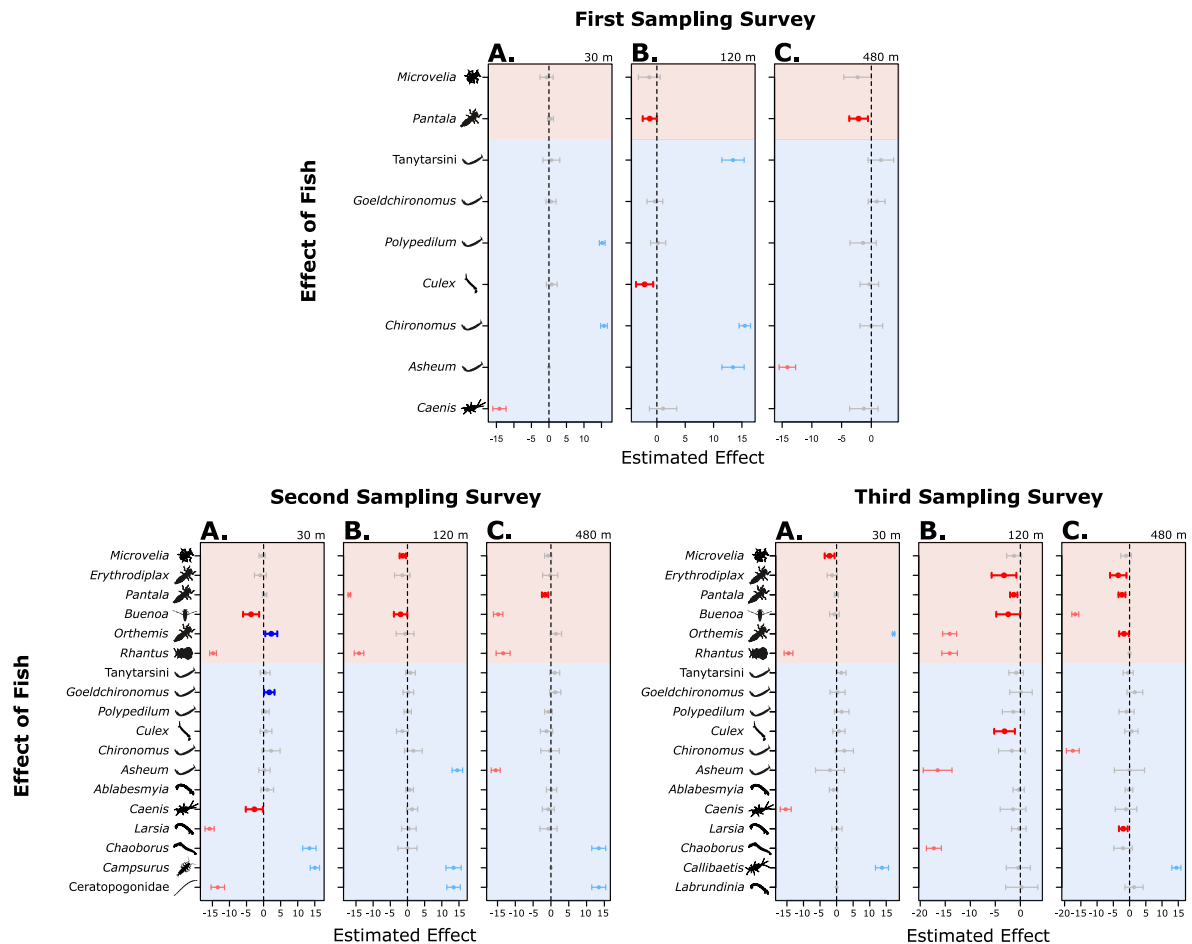 First Sampling Survey
A. 30 m B. 120 m C. 480 m
Effect of Fish
Microvelia
Pantala
Tanytarsini
Goeldchironomus
Polypedilum
Culex
Chironomus
Asheum
Caenis
-15 -5 0 5 10 -15 -5 0 5 10 15 -15 -10 -5 0
Estimated Effect
Second Sampling Survey
A. 30 m B. 120 m C. 480 m
Effect of Fish
Microvelia
Erythrodiplax
Pantala
Buenoa
Orthemis
Rhantus
Tanytarsini
Goeldchironomus
Polypedilum
Culex
Chironomus
Asheum
Ablabesmyia
Caenis
Larsia
Chaoborus
Campsurus
Ceratopogonidae
-15 -10 -5 0 5 10 15 -15 -10 -5 0 5 10 15 -15 -10 -5 0 5 10 15
Estimated Effect
Third Sampling Survey
A. 30 m B. 120 m C. 480 m
Microvelia
Erythrodiplax
Pantala
Buenoa
Orthemis
Rhantus
Tanytarsini
Goeldchironomus
Polypedilum
Culex
Chironomus
Asheum
Caenis
Larsia
Chaoborus
Callibaetis
Labrundinia
-15 -10 -5 0 5 10 15 -20 -15 -10 -5 0 -20 -15 -10 -5 0 5 10 15
Estimated Effect